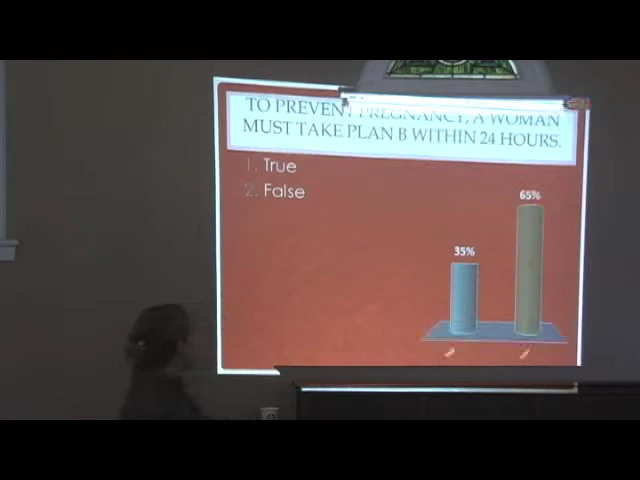 TO PREVENT PREGNANCY, A WOMAN
MUST TAKE PLAN B WITHIN 24 HOURS.
1. True
2. False
65%
35%